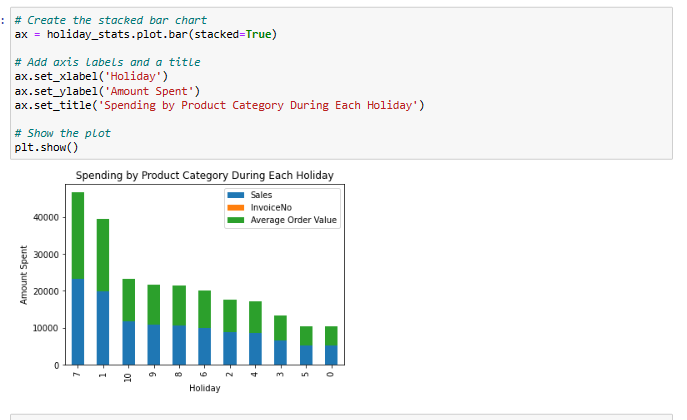 :
# Create the stacked bar chart
ax = holiday_stats.plot.bar(stacked=True)
# Add axis labels and a title
ax.set_xlabel('Holiday')
ax.set_ylabel('Amount Spent')
ax.set_title('Spending by Product Category During Each Holiday')
# Show the plot
plt.show()
Spending by Product Category During Each Holiday
Sales
InvoiceNo
Average Order Value
Amount Spent
40000
30000
20000
10000
0
7 1 10 9 8 6 2 4 3 5 0
Holiday